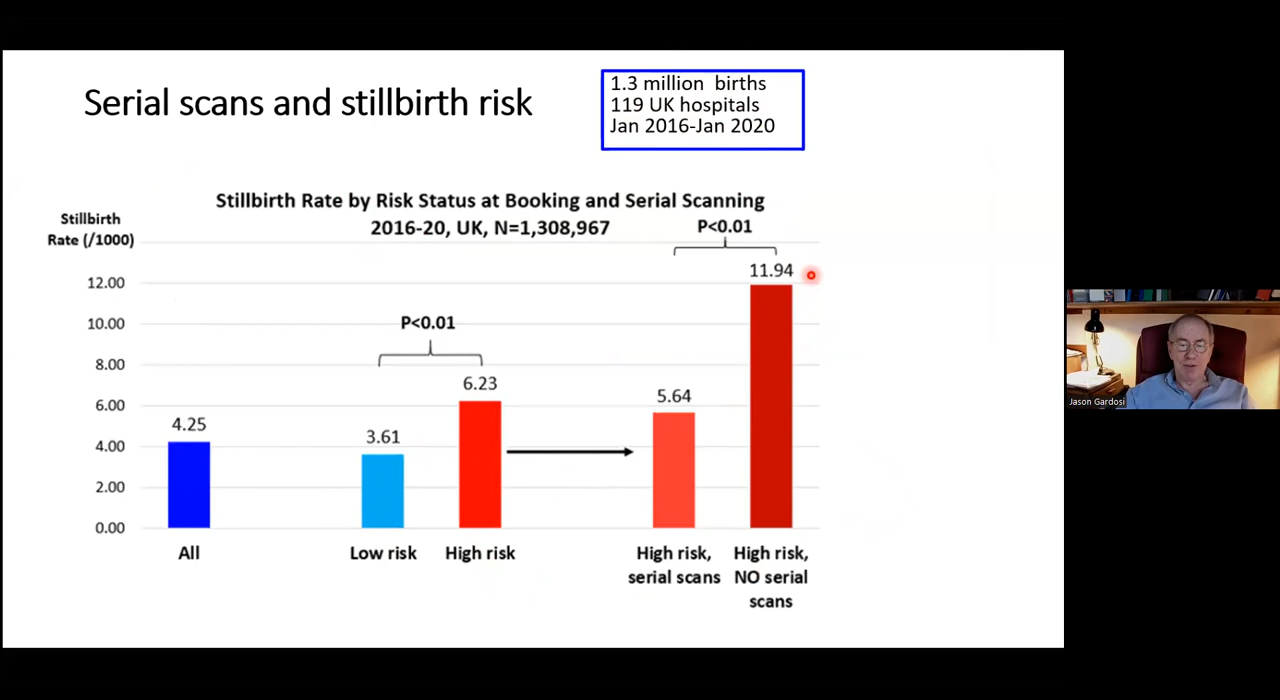 Serial scans and stillbirth risk
1.3 million births
119 UK hospitals
Jan 2016-Jan 2020
Stillbirth Rate by Risk Status at Booking and Serial Scanning
2016-20, UK, N=1,308,967
Stillbirth
Rate (/1000)
P<0.01
12.00
10.00
8.00
6.00
4.00
2.00
0.00
4.25
3.61
P<0.01
6.23
5.64
11.94
All
Low risk
High risk
High risk,
serial scans
High risk,
NO serial
scans
Jason Gardosi